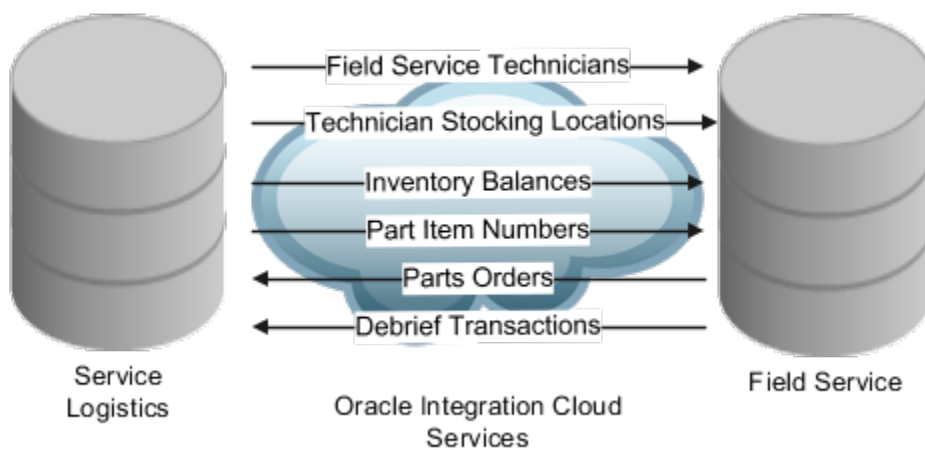 Field Service Technicians
Technician Stocking Locations
Inventory Balances
Part Item Numbers
Parts Orders
Debrief Transactions
Service
Logistics
Oracle Integration Cloud
Services
Field Service